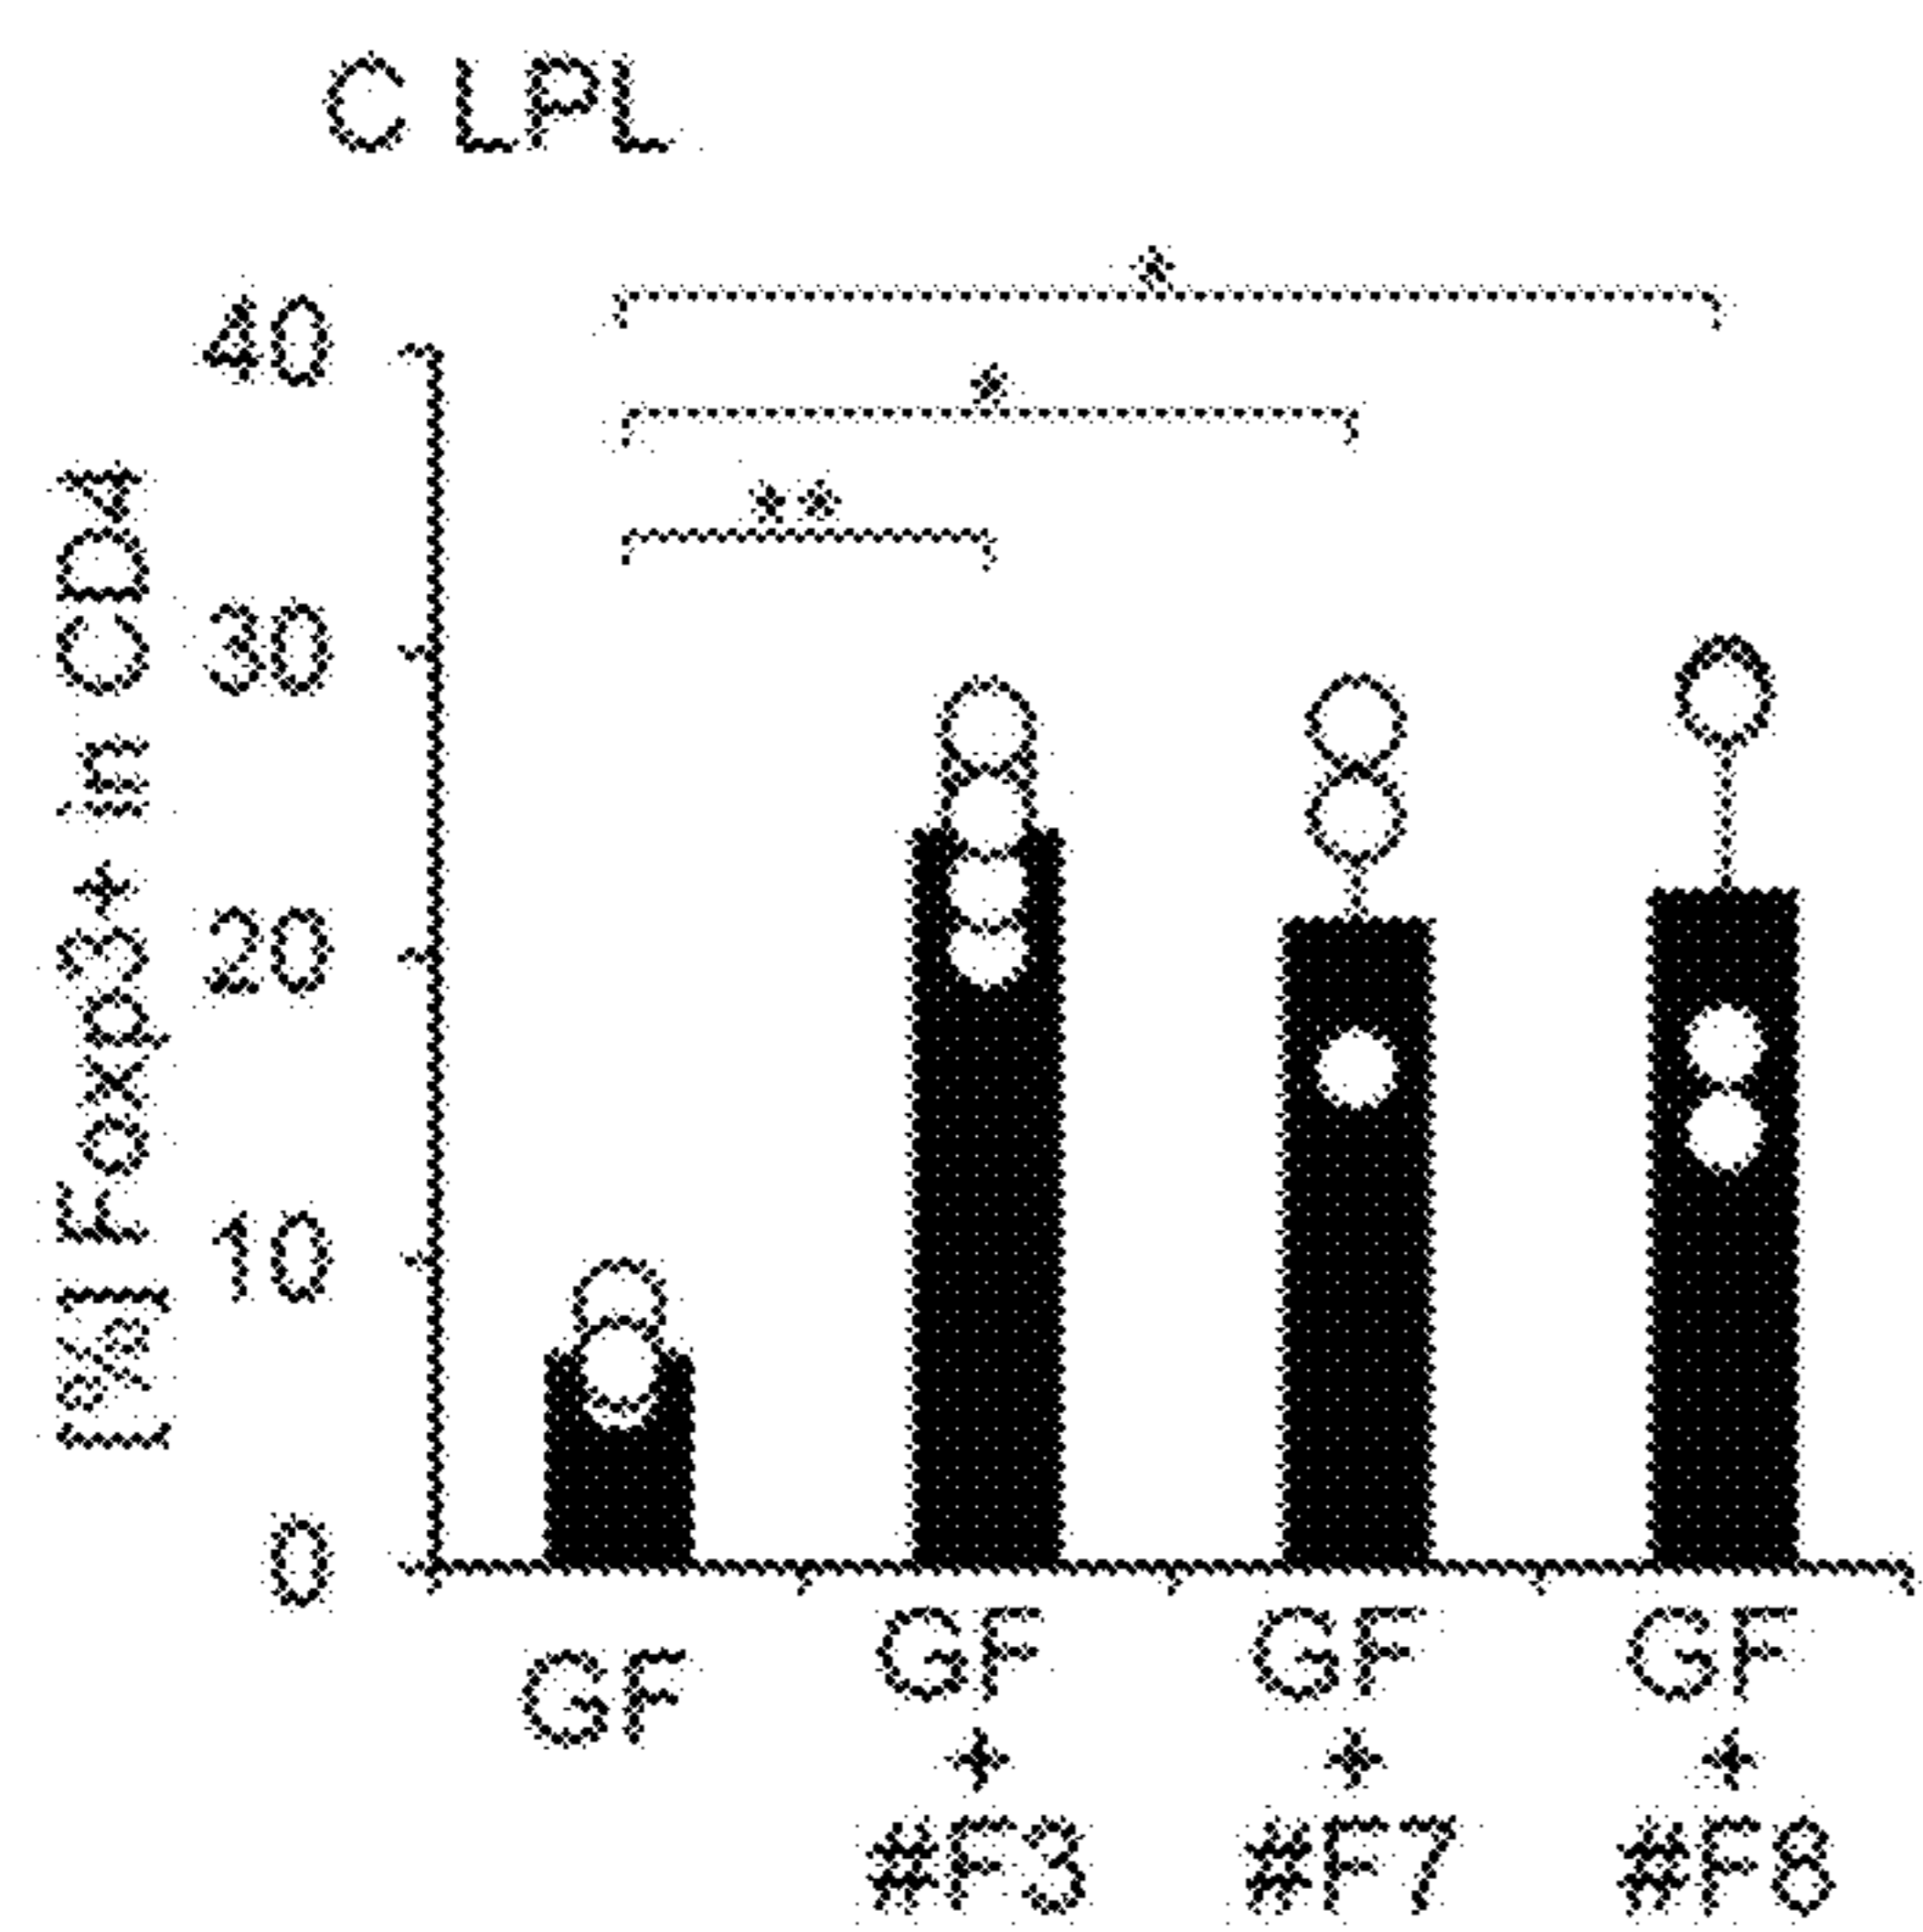 C LPL
*
*
**
[%] Foxp3+ in CD4
40
30
20
10
0
GF
GF
+
#F3
GF
+
#F7
GF
+
#F8